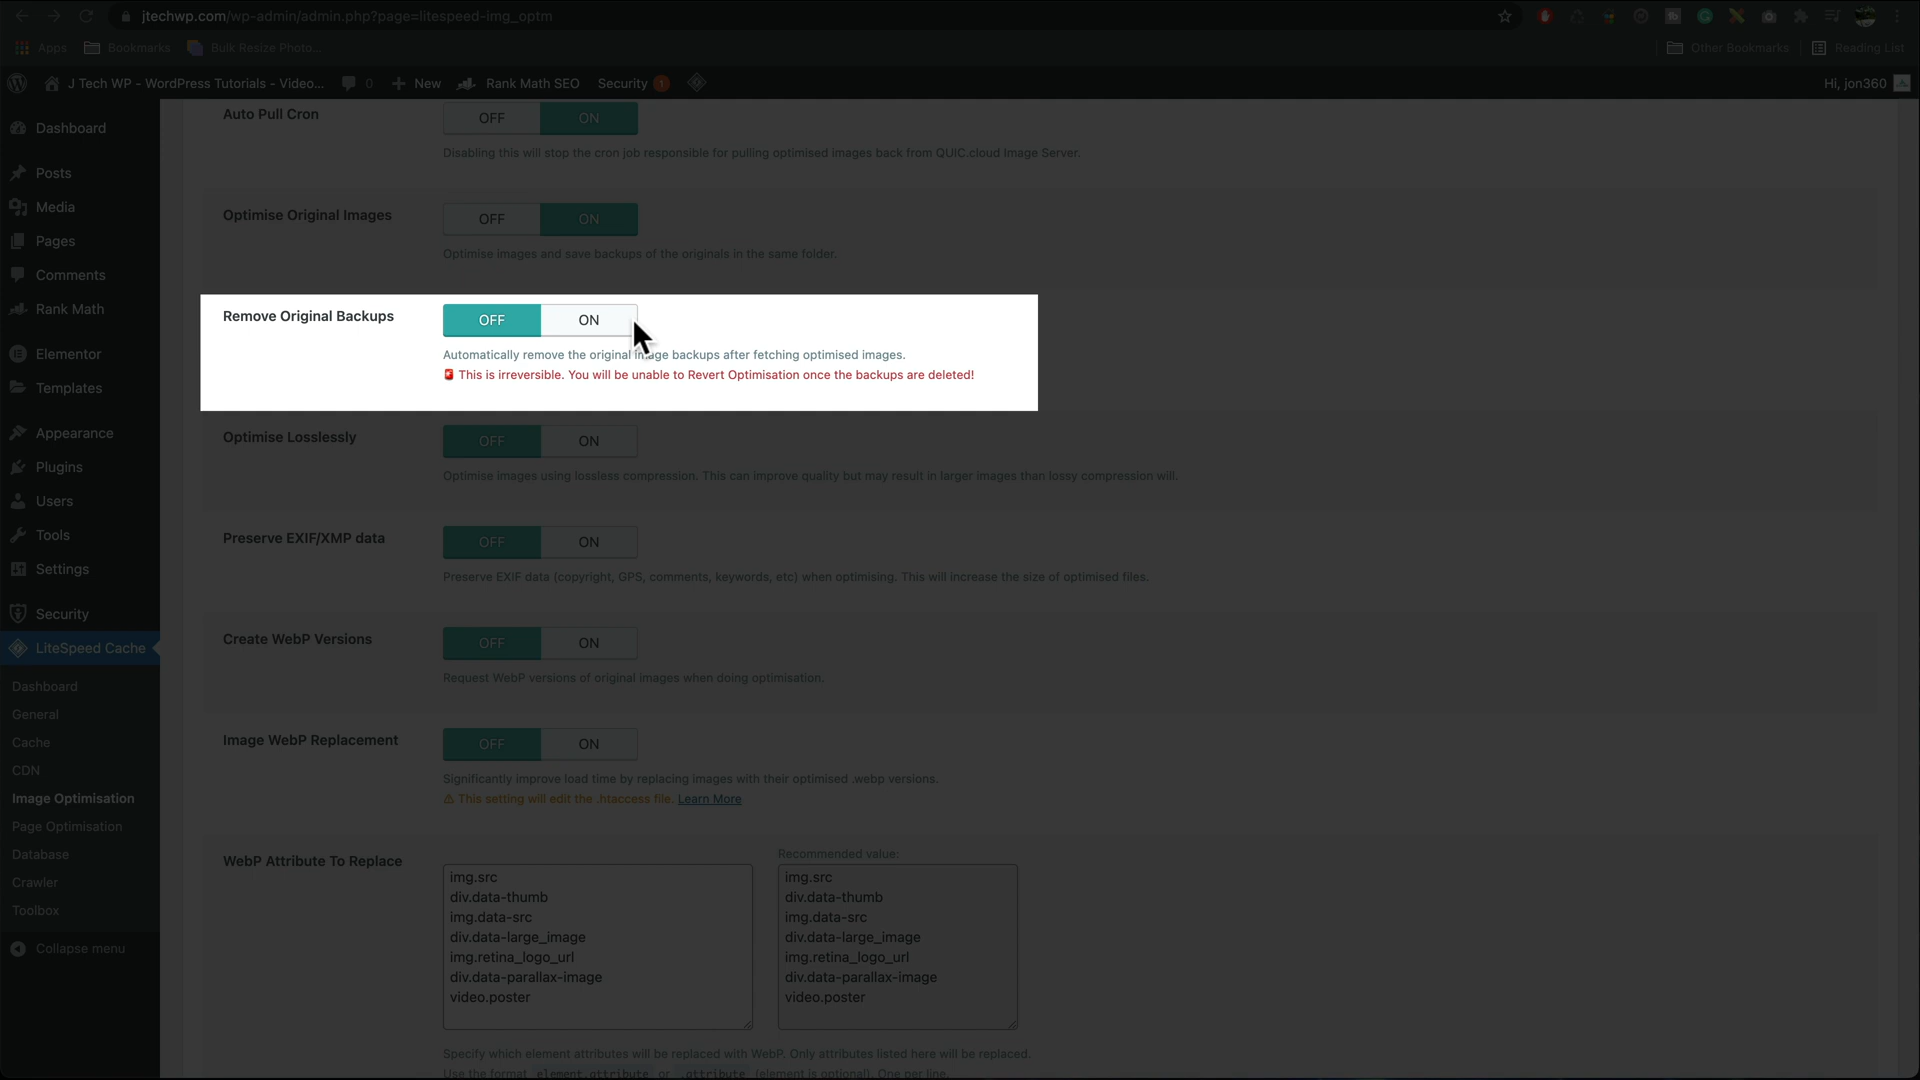 jtechwp.com/wp-admin/admin.php?page=litespeed-img_optm
Apps
Bookmarks
Bulk Resize Photo...
Other Bookmarks
Reading List
J Tech WP - WordPress Tutorials - Video...
0
New
Rank Math SEO
Security 1
Hi, jon360
Dashboard
Posts
Media
Pages
Comments
Rank Math
Elementor
Templates
Appearance
Plugins
Users
Tools
Settings
Security
LiteSpeed Cache
Dashboard
General
Cache
CDN
Image Optimisation
Page Optimisation
Database
Crawler
Toolbox
Collapse menu
Auto Pull Cron
OFF ON
Disabling this will stop the cron job responsible for pulling optimised images back from QUIC.cloud Image Server.
Optimise Original Images
OFF ON
Optimise images and save backups of the originals in the same folder.
Remove Original Backups
OFF ON
Automatically remove the original image backups after fetching optimised images.
This is irreversible. You will be unable to Revert Optimisation once the backups are deleted!
Optimise Losslessly
OFF ON
Optimise images using lossless compression. This can improve quality but may result in larger images than lossy compression will.
Preserve EXIF/XMP data
OFF ON
Preserve EXIF data (copyright, GPS, comments, keywords, etc) when optimising. This will increase the size of optimised files.
Create WebP Versions
OFF ON
Request WebP versions of original images when doing optimisation.
Image WebP Replacement
OFF ON
Significantly improve load time by replacing images with their optimised .webp versions.
⚠ This setting will edit the .htaccess file. Learn More
WebP Attribute To Replace
img.src
div.data-thumb
img.data-src
div.data-large_image
img.retina_logo_url
div.data-parallax-image
video.poster
Recommended value:
img.src
div.data-thumb
img.data-src
div.data-large_image
img.retina_logo_url
div.data-parallax-image
video.poster
Specify which element attributes will be replaced with WebP. Only attributes listed here will be replaced.
Use the format element.attribute or .attribute (element is optional). One per line.